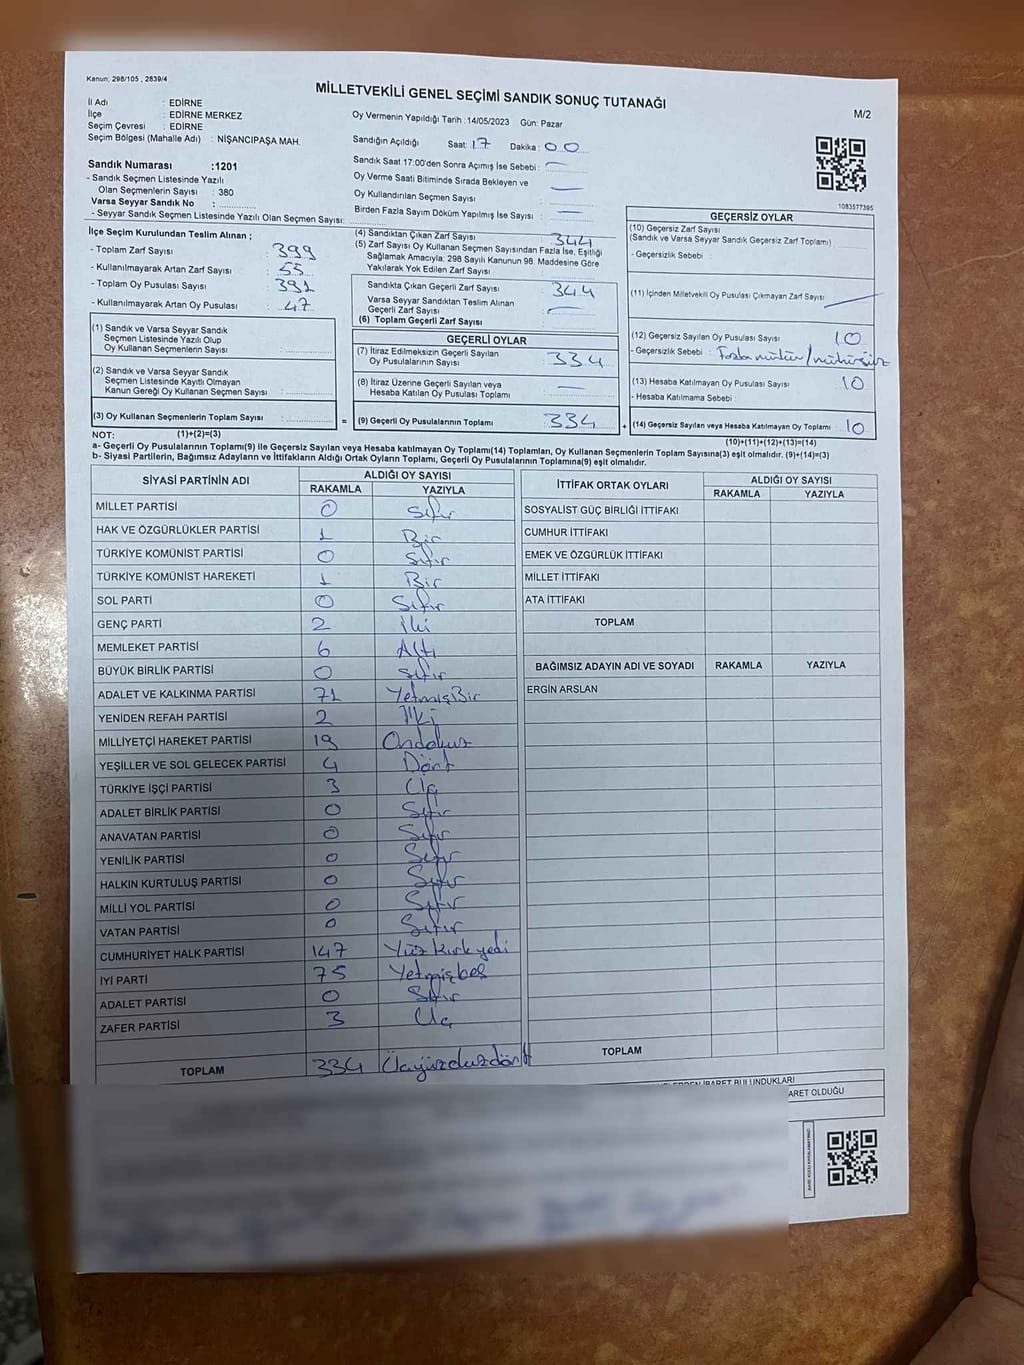 Kanun; 298/105 , 2839/4
MİLLETVEKİLİ GENEL SEÇİMİ SANDIK SONUÇ TUTANAĞI
M/2
İl Adı : EDİRNE
İlçe : EDİRNE MERKEZ
Seçim Çevresi : EDİRNE
Seçim Bölgesi (Mahalle Adı) : NİŞANCIPAŞA MAH.
Oy Vermenin Yapıldığı Tarih :14/05/2023 Gün: Pazar
Sandığın Açıldığı Saat: 17 Dakika : 00
Sandık Saat 17:00'den Sonra Açımış İse Sebebi : —
Oy Verme Saati Bitiminde Sırada Bekleyen ve
Oy Kullandırılan Seçmen Sayısı : —
Birden Fazla Sayım Döküm Yapılmış İse Sayısı : —
1083577395
Sandık Numarası :1201
- Sandık Seçmen Listesinde Yazılı
Olan Seçmenlerin Sayısı : 380
Varsa Seyyar Sandık No :
- Seyyar Sandık Seçmen Listesinde Yazılı Olan Seçmen Sayısı:
İlçe Seçim Kurulundan Teslim Alınan ;
- Toplam Zarf Sayısı : 399
- Kullanılmayarak Artan Zarf Sayısı : 55
- Toplam Oy Pusulası Sayısı : 391
- Kullanılmayarak Artan Oy Pusulası : 47
(4) Sandıktan Çıkan Zarf Sayısı : 344
(5) Zarf Sayısı Oy Kullanan Seçmen Sayısından Fazla İse, Eşitliği
Sağlamak Amacıyla; 298 Sayılı Kanunun 98. Maddesine Göre
Yakılarak Yok Edilen Zarf Sayısı :
Sandıkta Çıkan Geçerli Zarf Sayısı : 344
Varsa Seyyar Sandıktan Teslim Alınan
Geçerli Zarf Sayısı : —
(6) Toplam Geçerli Zarf Sayısı :
GEÇERSİZ OYLAR
(10) Geçersiz Zarf Sayısı :
(Sandık ve Varsa Seyyar Sandık Geçersiz Zarf Toplamı)
- Geçersizlik Sebebi :
(11) İçinden Milletvekili Oy Pusulası Çıkmayan Zarf Sayısı
(12) Geçersiz Sayılan Oy Pusulası Sayısı : 10
- Geçersizlik Sebebi : Fazla mühür/mühürsüz
(13) Hesaba Katılmayan Oy Pusulası Sayısı : 10
- Hesaba Katılmama Sebebi :
(14) Geçersiz Sayılan veya Hesaba Katılmayan Oy Toplamı : 10
(10)+(11)+(12)+(13)=(14)
(1) Sandık ve Varsa Seyyar Sandık
Seçmen Listesinde Yazılı Olup
Oy Kullanan Seçmenlerin Sayısı :
(2) Sandık ve Varsa Seyyar Sandık
Seçmen Listesinde Kayıtlı Olmayan
Kanun Gereği Oy Kullanan Seçmen Sayısı :
(3) Oy Kullanan Seçmenlerin Toplam Sayısı :
(1)+(2)=(3)
GEÇERLİ OYLAR
(7) İtiraz Edilmeksizin Geçerli Sayılan
Oy Pusulalarının Sayısı : 334
(8) İtiraz Üzerine Geçerli Sayılan veya
Hesaba Katılan Oy Pusulası Toplamı : —
= (9) Geçerli Oy Pusulalarının Toplamı : 334 +
NOT:
a- Geçerli Oy Pusulalarının Toplamı(9) ile Geçersiz Sayılan veya Hesaba katılmayan Oy Toplamı(14) Toplamları, Oy Kullanan Seçmenlerin Toplam Sayısına(3) eşit olmalıdır. (9)+(14)=(3)
b- Siyasi Partilerin, Bağımsız Adayların ve İttifakların Aldığı Ortak Oyların Toplamı, Geçerli Oy Pusulalarının Toplamına(9) eşit olmalıdır.
SİYASİ PARTİNİN ADI ALDIĞI OY SAYISI
RAKAMLA YAZIYLA
MİLLET PARTİSİ 0 Sıfır
HAK VE ÖZGÜRLÜKLER PARTİSİ 1 Bir
TÜRKİYE KOMÜNİST PARTİSİ 0 Sıfır
TÜRKİYE KOMÜNİST HAREKETİ 1 Bir
SOL PARTİ 0 Sıfır
GENÇ PARTİ 2 İki
MEMLEKET PARTİSİ 6 Altı
BÜYÜK BİRLİK PARTİSİ 0 Sıfır
ADALET VE KALKINMA PARTİSİ 71 YetmişBir
YENİDEN REFAH PARTİSİ 2 İki
MİLLİYETÇİ HAREKET PARTİSİ 19 Ondokuz
YEŞİLLER VE SOL GELECEK PARTİSİ 4 Dört
TÜRKİYE İŞÇİ PARTİSİ 3 Üç
ADALET BİRLİK PARTİSİ 0 Sıfır
ANAVATAN PARTİSİ 0 Sıfır
YENİLİK PARTİSİ 0 Sıfır
HALKIN KURTULUŞ PARTİSİ 0 Sıfır
MİLLİ YOL PARTİSİ 0 Sıfır
VATAN PARTİSİ 0 Sıfır
CUMHURİYET HALK PARTİSİ 147 Yüz kırk yedi
İYİ PARTİ 75 Yetmişbeş
ADALET PARTİSİ 0 Sıfır
ZAFER PARTİSİ 3 Üç
TOPLAM 334 Üçyüzotuzdört
İTTİFAK ORTAK OYLARI ALDIĞI OY SAYISI
RAKAMLA YAZIYLA
SOSYALİST GÜÇ BİRLİĞİ İTTİFAKI
CUMHUR İTTİFAKI
EMEK VE ÖZGÜRLÜK İTTİFAKI
MİLLET İTTİFAKI
ATA İTTİFAKI
TOPLAM
BAĞIMSIZ ADAYIN ADI VE SOYADI RAKAMLA YAZIYLA
ERGİN ARSLAN
TOPLAM
İBARET BULUNDUKLARI
ARET OLDUĞU